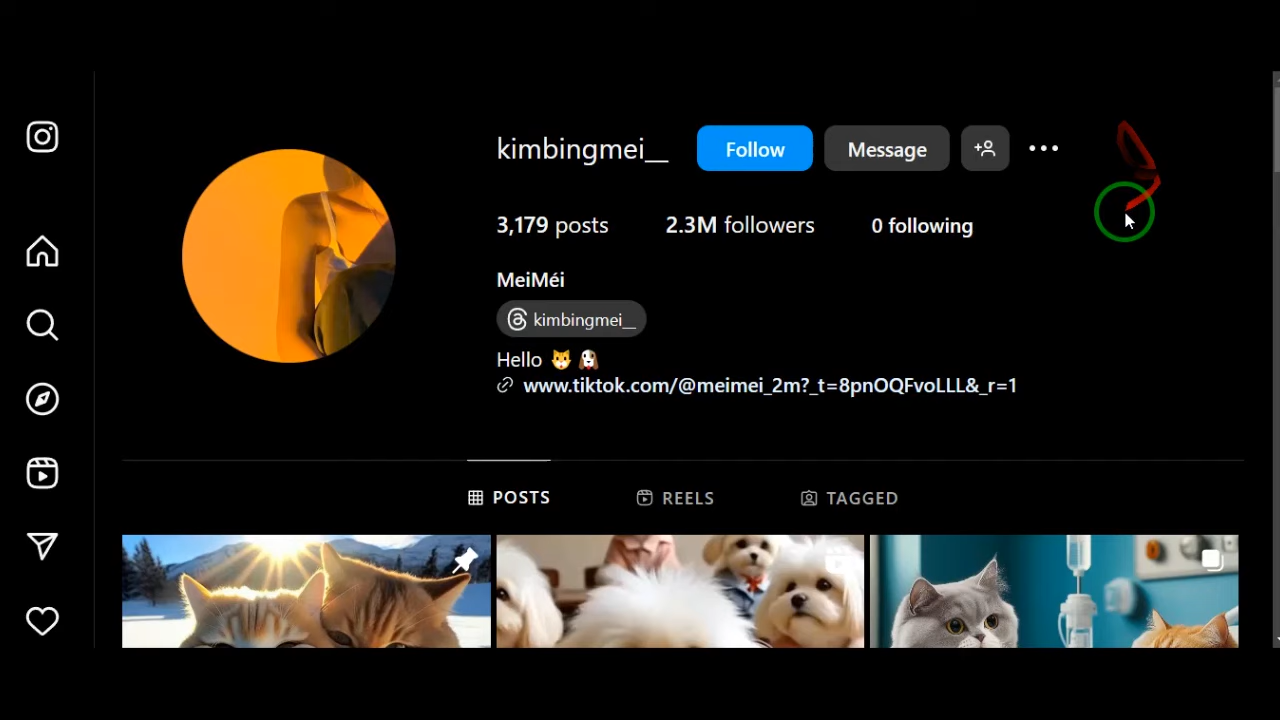 kimbingmei__ Follow Message
3,179 posts 2.3M followers 0 following
MeiMéi
kimbingmei__
Hello 🐱 🐶
www.tiktok.com/@meimei_2m?_t=8pnOQFvoLLL&_r=1
POSTS REELS TAGGED